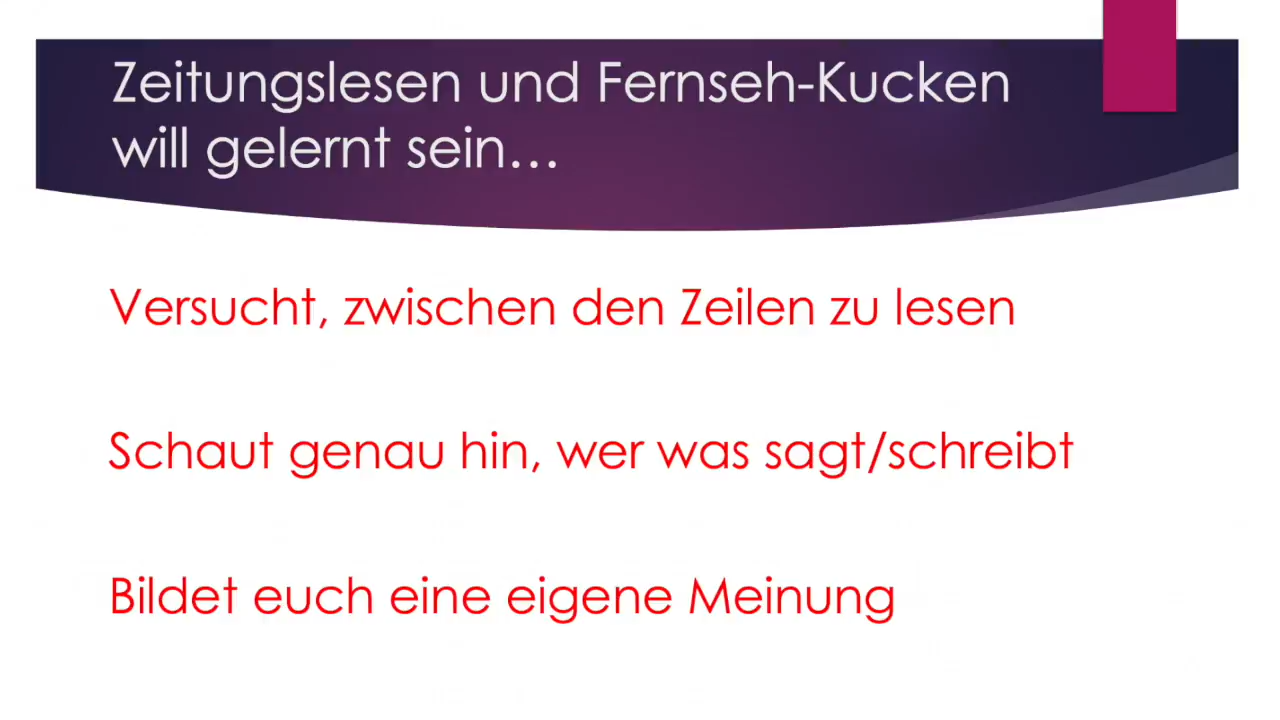 Zeitungslesen und Fernseh-Kucken
will gelernt sein…
Versucht, zwischen den Zeilen zu lesen
Schaut genau hin, wer was sagt/schreibt
Bildet euch eine eigene Meinung